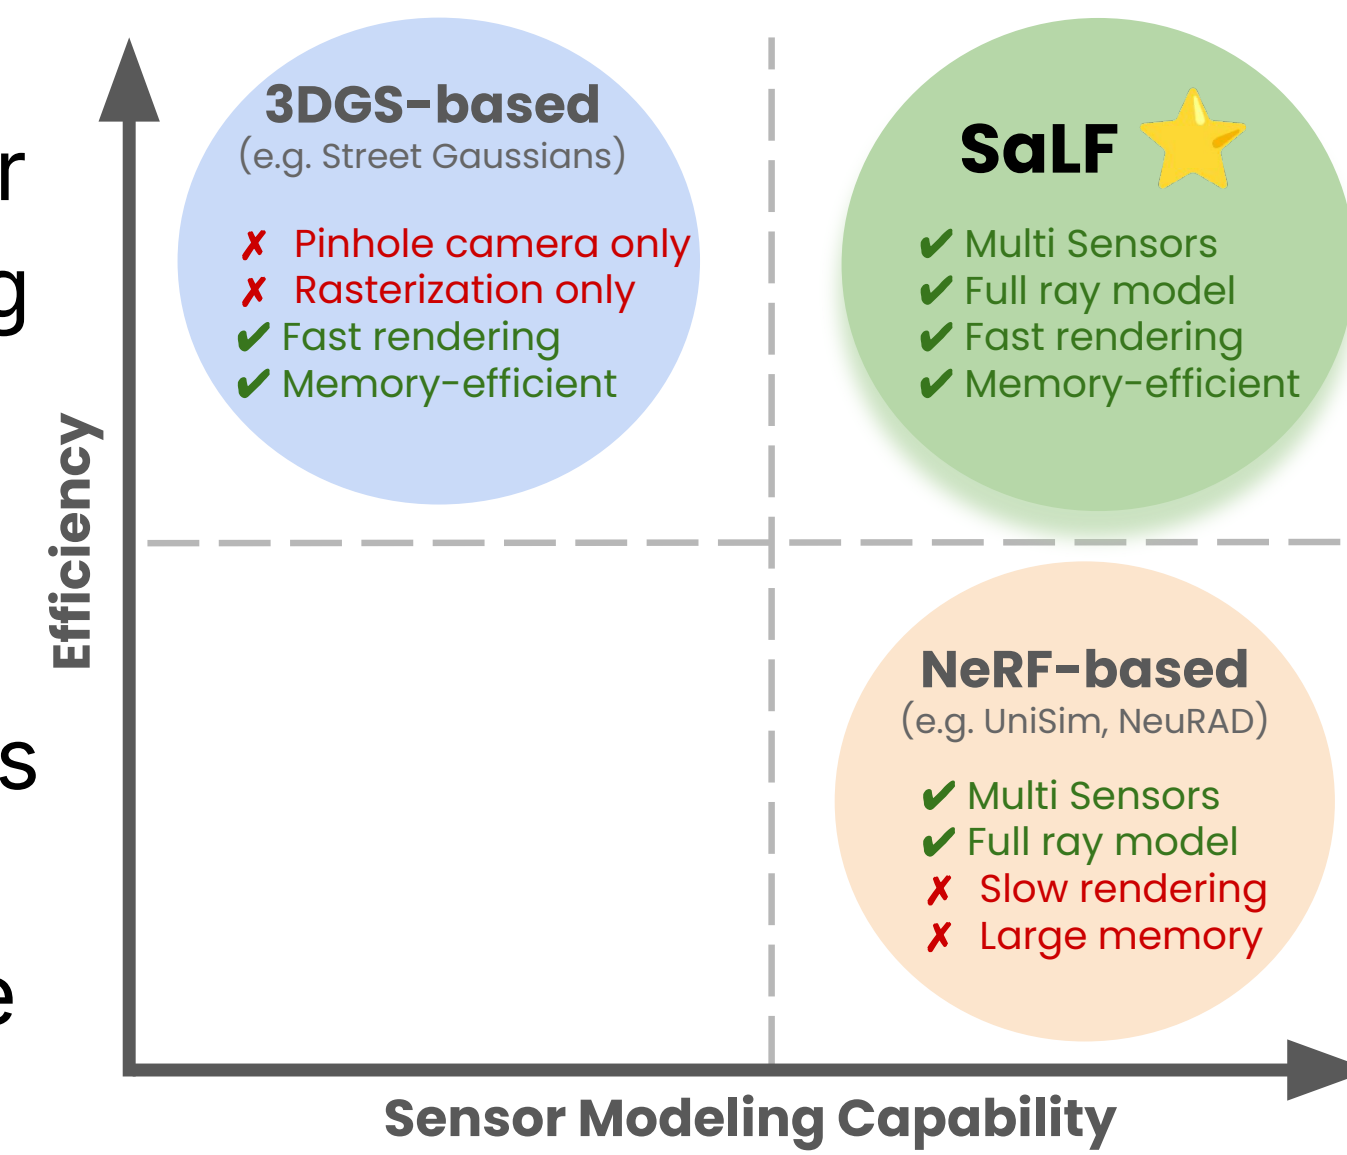 r
g
s
e
Efficiency
3DGS-based
(e.g. Street Gaussians)
✗ Pinhole camera only
✗ Rasterization only
✔ Fast rendering
✔ Memory-efficient
SaLF
✔ Multi Sensors
✔ Full ray model
✔ Fast rendering
✔ Memory-efficient
NeRF-based
(e.g. UniSim, NeuRAD)
✔ Multi Sensors
✔ Full ray model
✗ Slow rendering
✗ Large memory
Sensor Modeling Capability